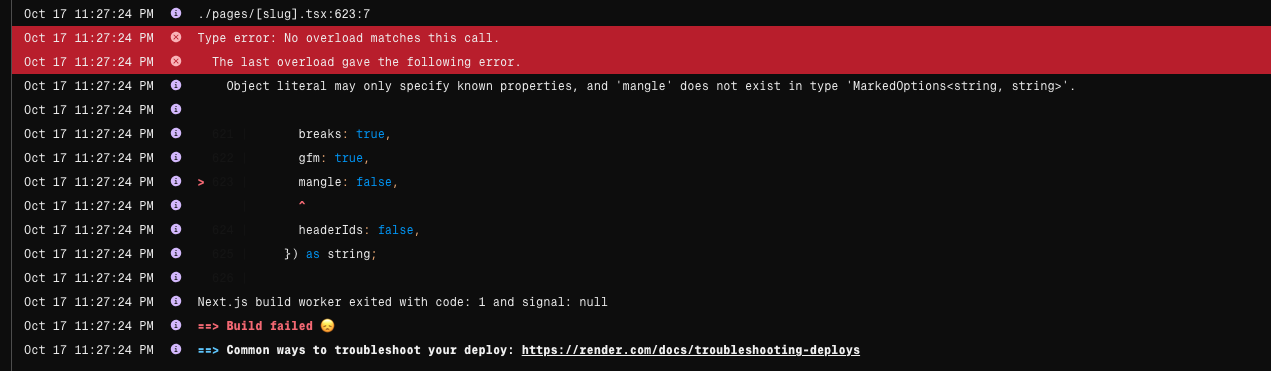 Oct 17 11:27:24 PM ./pages/[slug].tsx:623:7
Oct 17 11:27:24 PM Type error: No overload matches this call.
Oct 17 11:27:24 PM The last overload gave the following error.
Oct 17 11:27:24 PM Object literal may only specify known properties, and 'mangle' does not exist in type 'MarkedOptions<string, string>'.
Oct 17 11:27:24 PM
Oct 17 11:27:24 PM 621 | breaks: true,
Oct 17 11:27:24 PM 622 | gfm: true,
Oct 17 11:27:24 PM > 623 | mangle: false,
Oct 17 11:27:24 PM | ^
Oct 17 11:27:24 PM 624 | headerIds: false,
Oct 17 11:27:24 PM 625 | }) as string;
Oct 17 11:27:24 PM 626 |
Oct 17 11:27:24 PM Next.js build worker exited with code: 1 and signal: null
Oct 17 11:27:24 PM ==> Build failed 😞
Oct 17 11:27:24 PM ==> Common ways to troubleshoot your deploy: https://render.com/docs/troubleshooting-deploys